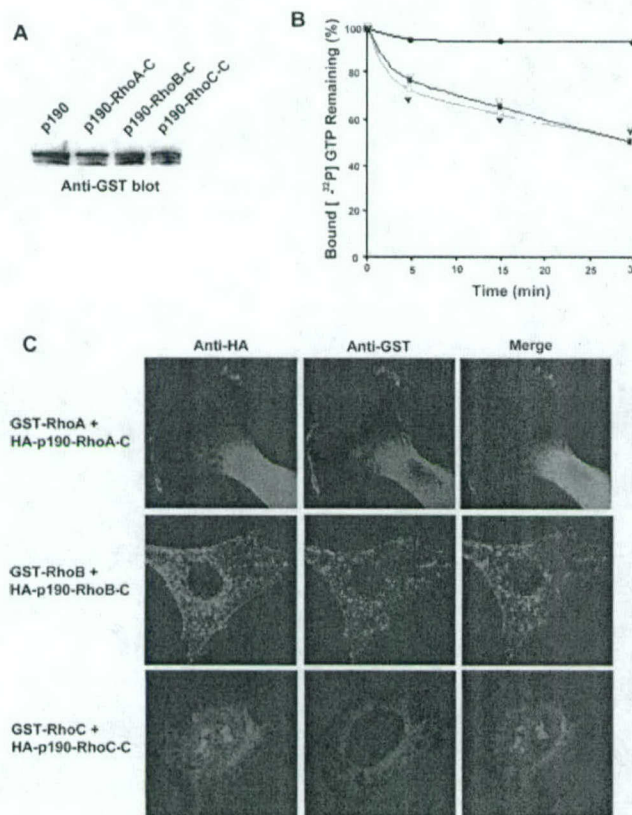 A
p190
p190-RhoA-C
p190-RhoB-C
p190-RhoC-C
Anti-GST blot
B
Bound [ ³²P] GTP Remaining (%)
100
80
60
40
20
0
0
5
10
15
20
25
30
Time (min)
C
Anti-HA
Anti-GST
Merge
GST-RhoA +
HA-p190-RhoA-C
GST-RhoB +
HA-p190-RhoB-C
GST-RhoC +
HA-p190-RhoC-C